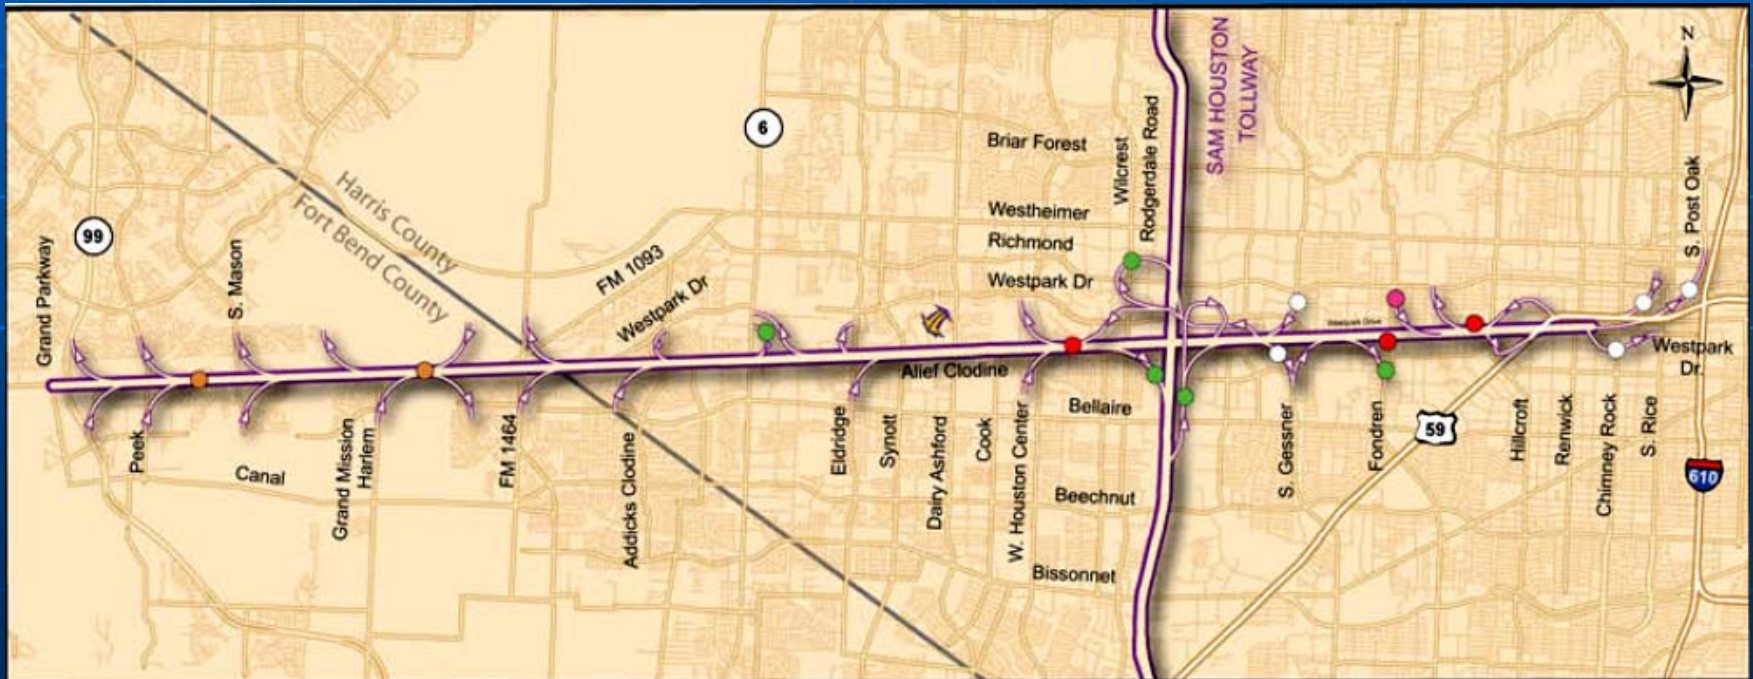 N
SAM HOUSTON
TOLLWAY
6
Briar Forest
Wilcrest
Rodgerdale Road
S. Post Oak
Harris County
Fort Bend County
99
Grand Parkway
S. Mason
FM 1093
Westpark Dr
Westheimer
Richmond
Westpark Dr
Westpark Drive
Westpark
Dr.
Alief Clodine
Bellaire
Peek
Canal
Grand Mission
Harlem
FM 1464
Addicks Clodine
Eldridge
Synott
Dairy Ashford
Cook
W. Houston Center
Beechnut
Bissonnet
S. Gessner
Fondren
59
Hillcroft
Renwick
Chimney Rock
S. Rice
610